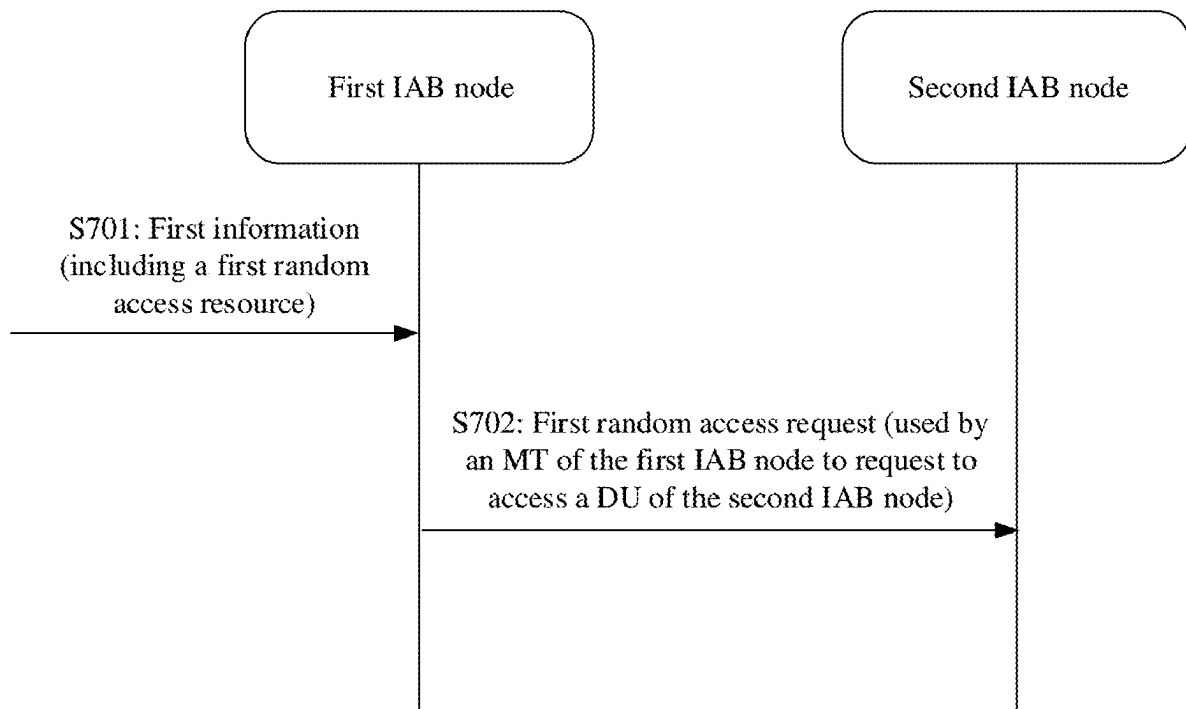 First IAB node
Second IAB node
S701: First information
(including a first random
access resource)
S702: First random access request (used by
an MT of the first IAB node to request to
access a DU of the second IAB node)